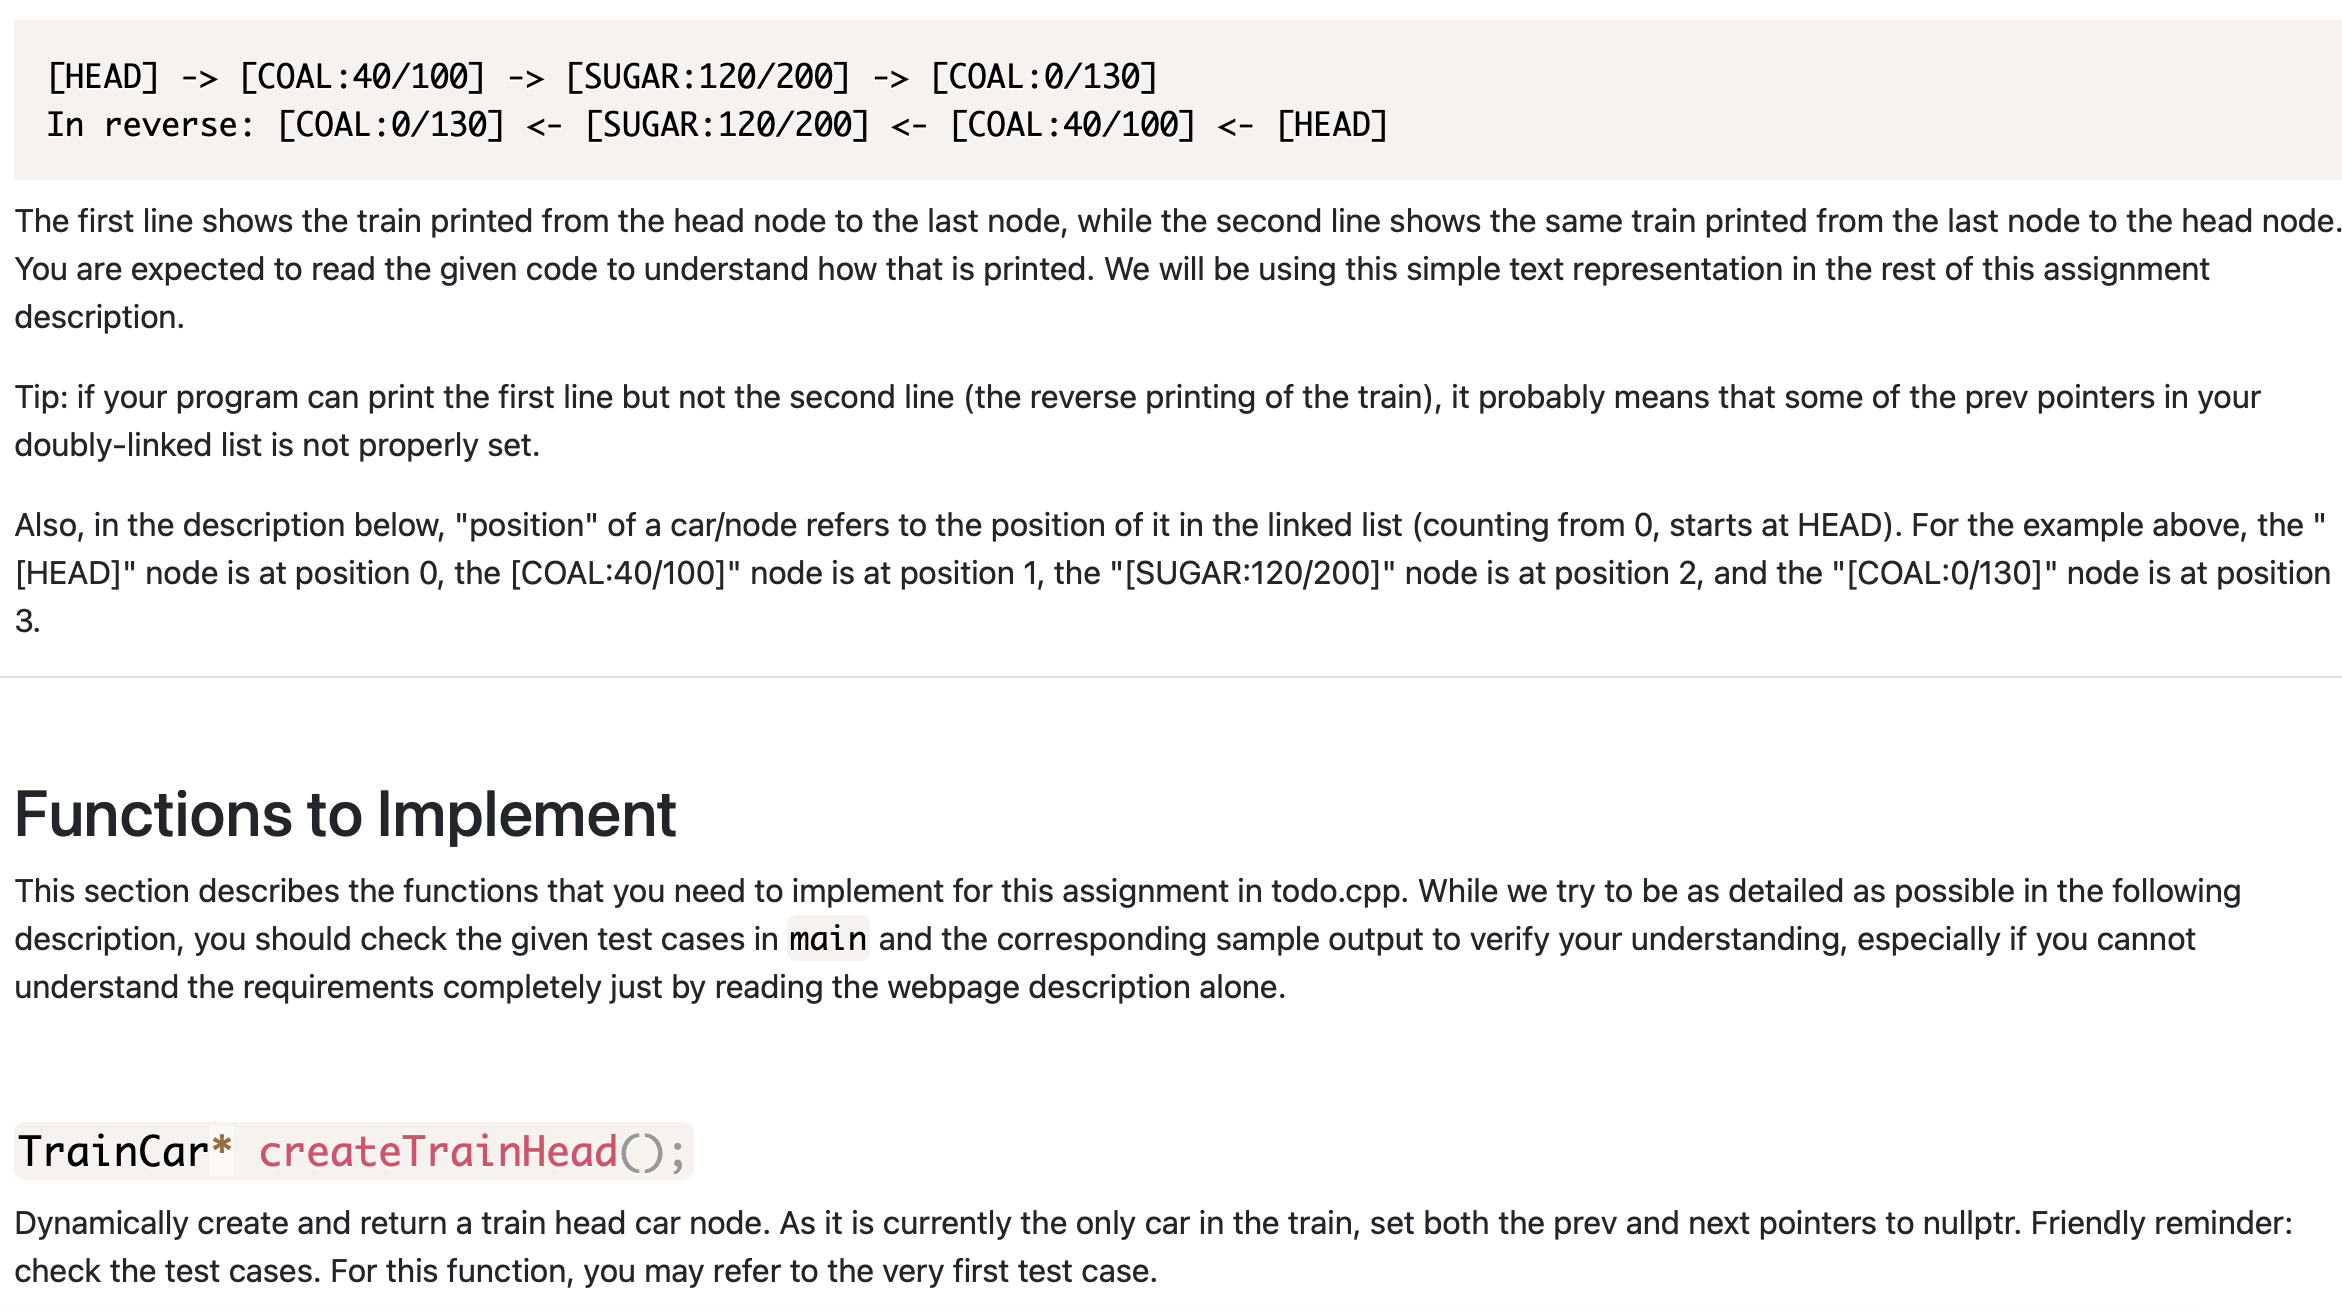 [HEAD] -> [COAL:40/100] -> [SUGAR:120/200] -> [COAL:0/130]
In reverse: [COAL:0/130] <- [SUGAR:120/200] <- [COAL:40/100] <- [HEAD]
The first line shows the train printed from the head node to the last node, while the second line shows the same train printed from the last node to the head node.
You are expected to read the given code to understand how that is printed. We will be using this simple text representation in the rest of this assignment
description.
Tip: if your program can print the first line but not the second line (the reverse printing of the train), it probably means that some of the prev pointers in your
doubly-linked list is not properly set.
Also, in the description below, "position" of a car/node refers to the position of it in the linked list (counting from 0, starts at HEAD). For the example above, the "
[HEAD]" node is at position 0, the [COAL:40/100]" node is at position 1, the "[SUGAR:120/200]" node is at position 2, and the "[COAL:0/130]" node is at position
3.
Functions to Implement
This section describes the functions that you need to implement for this assignment in todo.cpp. While we try to be as detailed as possible in the following
description, you should check the given test cases in main and the corresponding sample output to verify your understanding, especially if you cannot
understand the requirements completely just by reading the webpage description alone.
TrainCar* createTrainHead();
Dynamically create and return a train head car node. As it is currently the only car in the train, set both the prev and next pointers to nullptr. Friendly reminder:
check the test cases. For this function, you may refer to the very first test case.